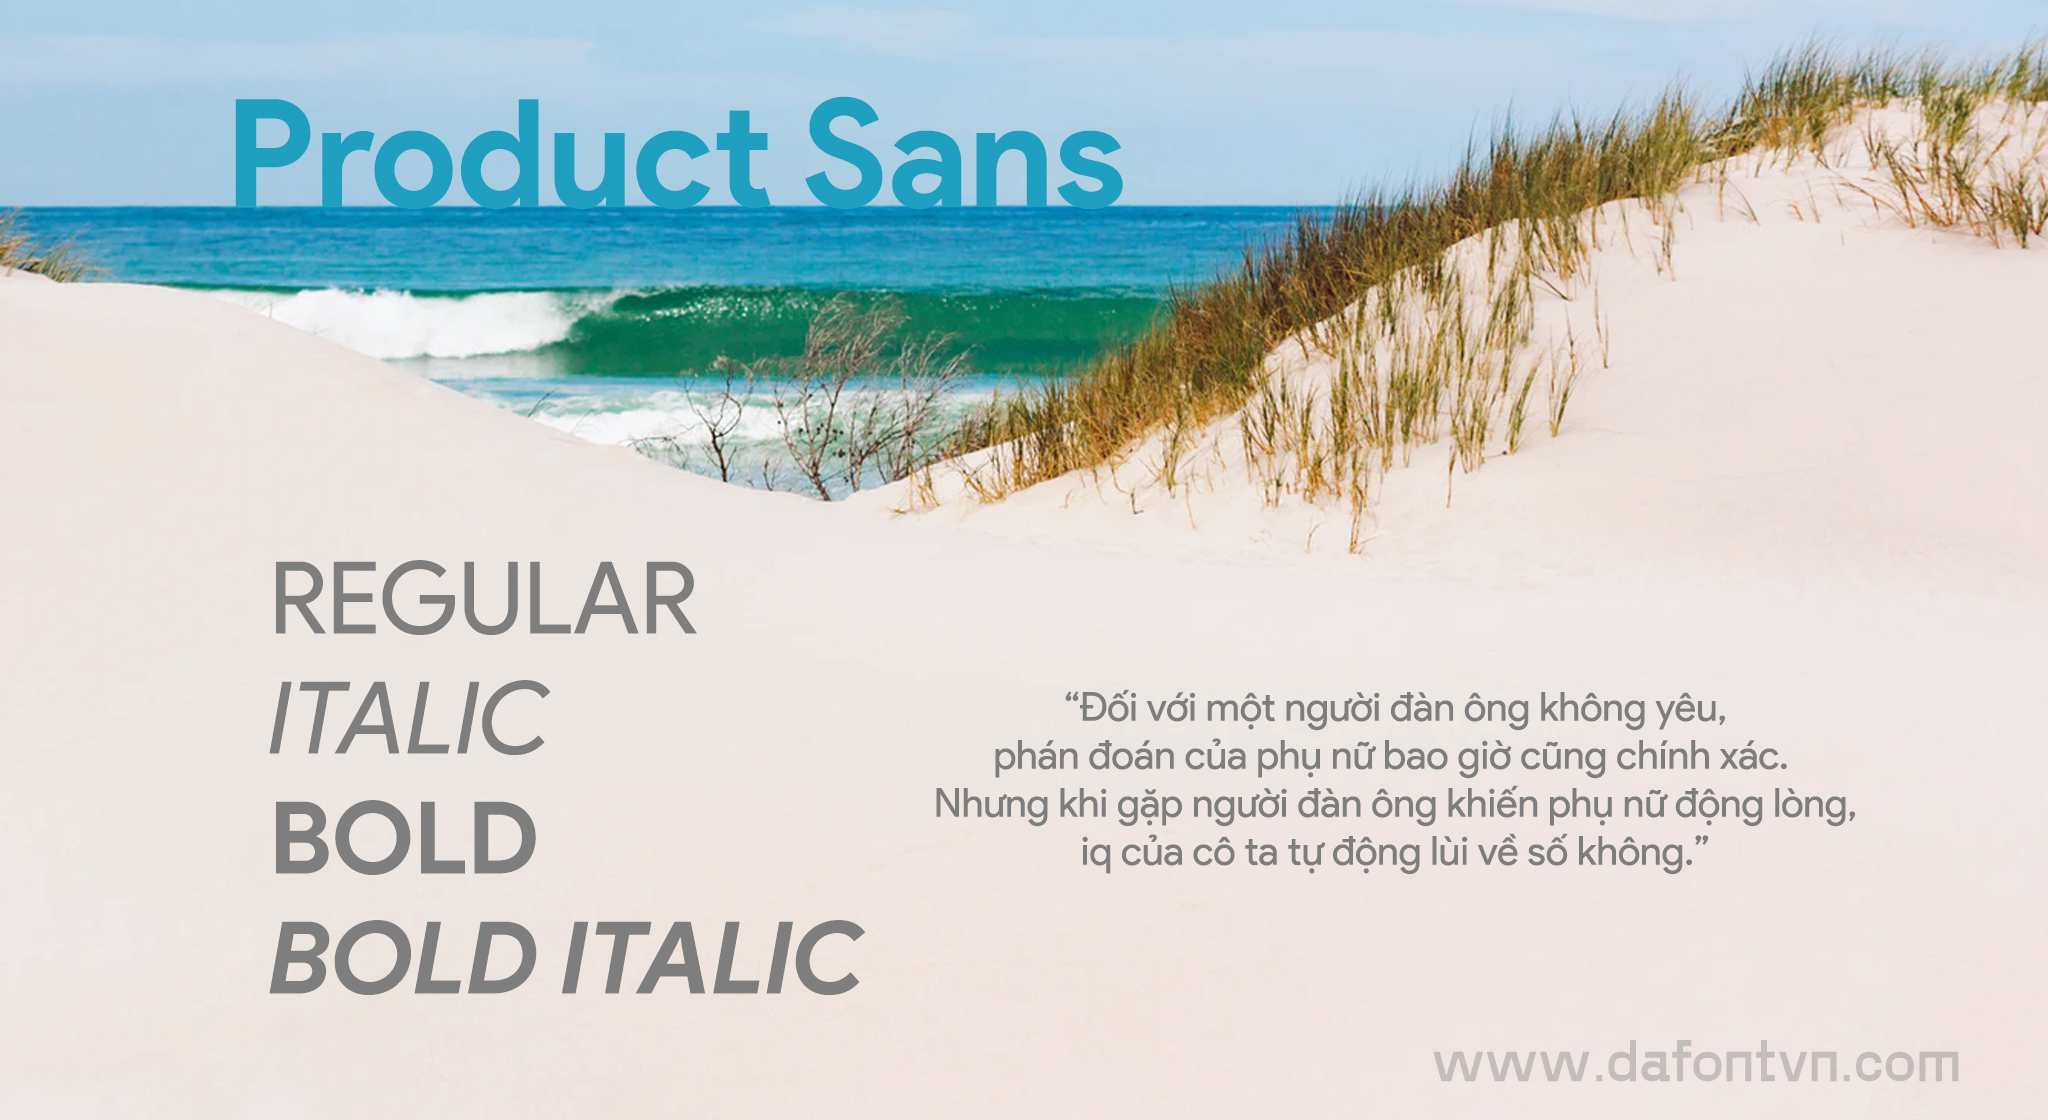 Product Sans
REGULAR
ITALIC
BOLD
BOLD ITALIC
“Đối với một người đàn ông không yêu,
phán đoán của phụ nữ bao giờ cũng chính xác.
Nhưng khi gặp người đàn ông khiến phụ nữ động lòng,
iq của cô ta tự động lùi về số không.”
www.dafontvn.com